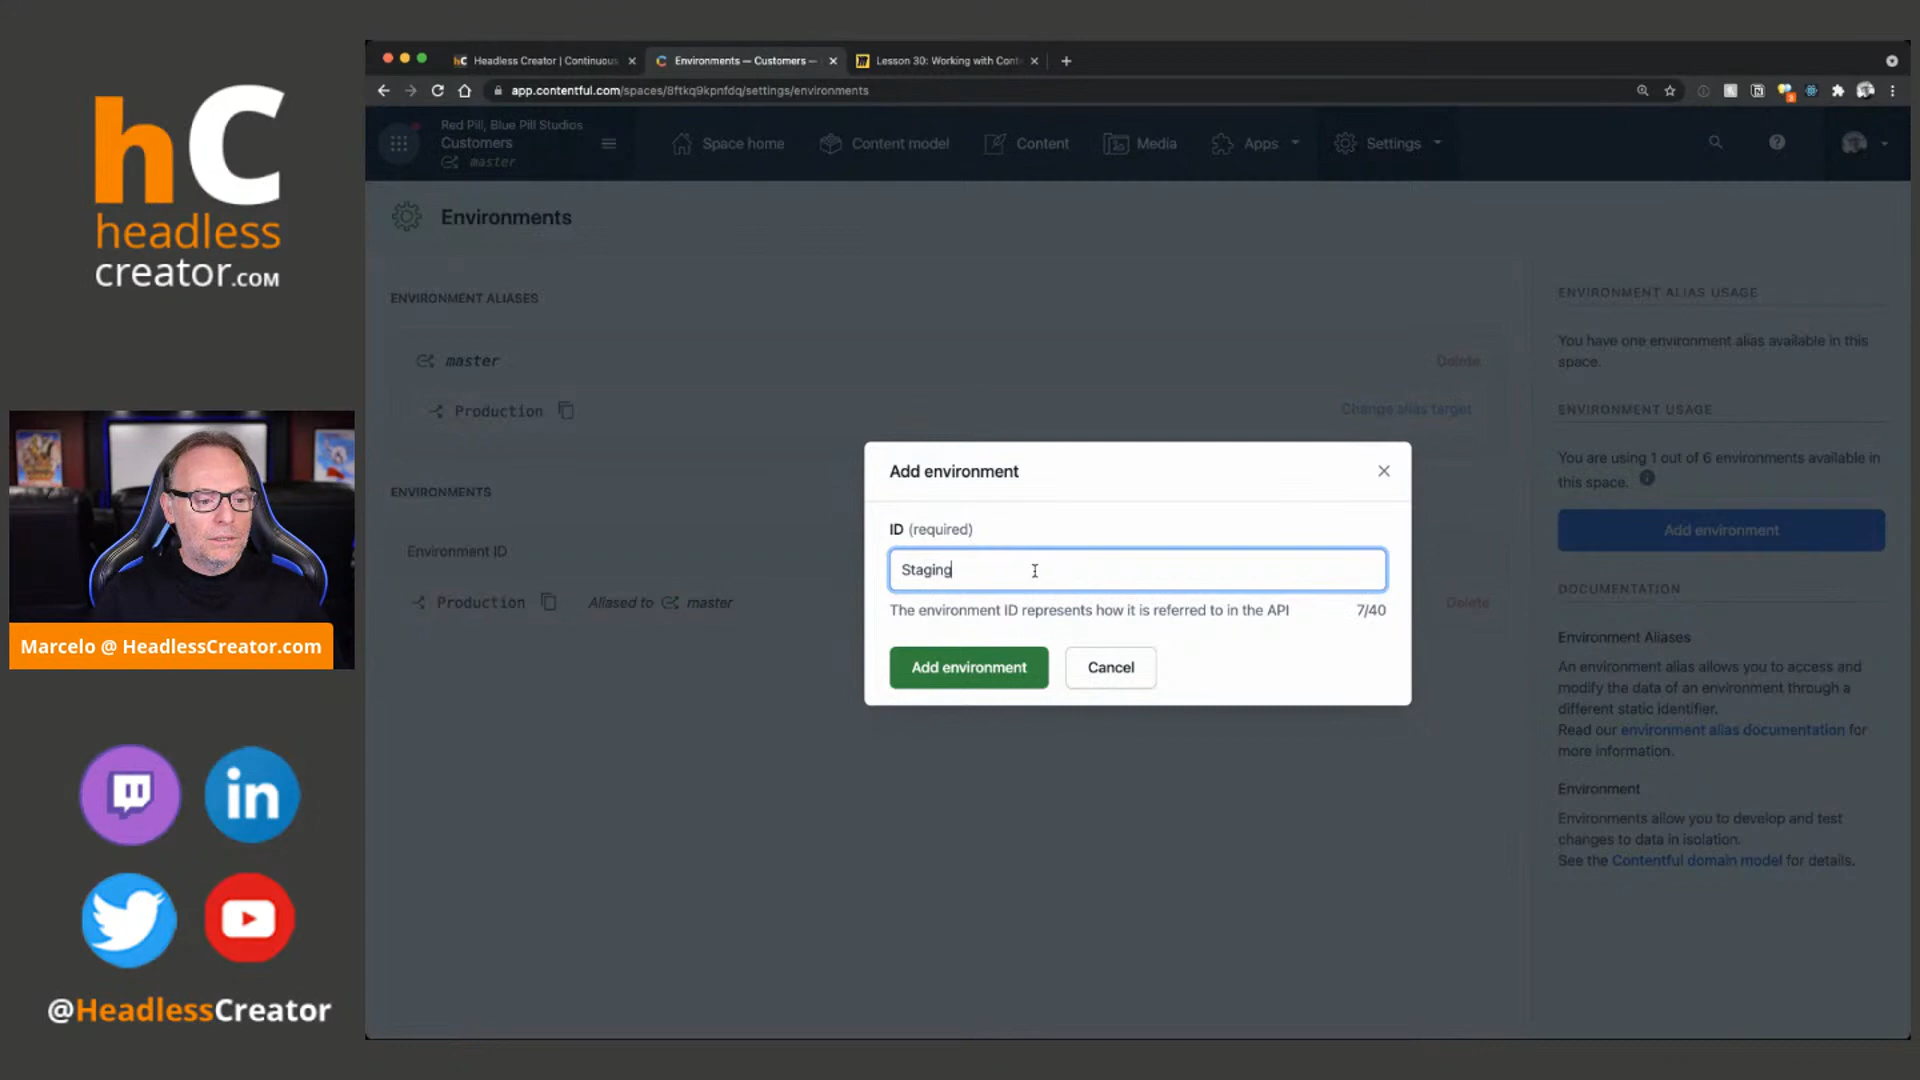 hC
headless
creator.com
Marcelo @ HeadlessCreator.com
in
@HeadlessCreator
hC Headless Creator | Continuous
Environments — Customers —
Lesson 30: Working with Cont
app.contentful.com/spaces/8ftkq9kpnfdq/settings/environments
Red Pill, Blue Pill Studios
Customers
master
Space home
Content model
Content
Media
Apps
Settings
Environments
ENVIRONMENT ALIASES
master
Delete
Production
Change alias target
ENVIRONMENTS
Environment ID
Production
Aliased to master
Delete
Add environment
ID (required)
Staging
The environment ID represents how it is referred to in the API
7/40
Add environment
Cancel
ENVIRONMENT ALIAS USAGE
You have one environment alias available in this
space.
ENVIRONMENT USAGE
You are using 1 out of 6 environments available in
this space.
Add environment
DOCUMENTATION
Environment Aliases
An environment alias allows you to access and
modify the data of an environment through a
different static identifier.
Read our environment alias documentation for
more information.
Environment
Environments allow you to develop and test
changes to data in isolation.
See the Contentful domain model for details.